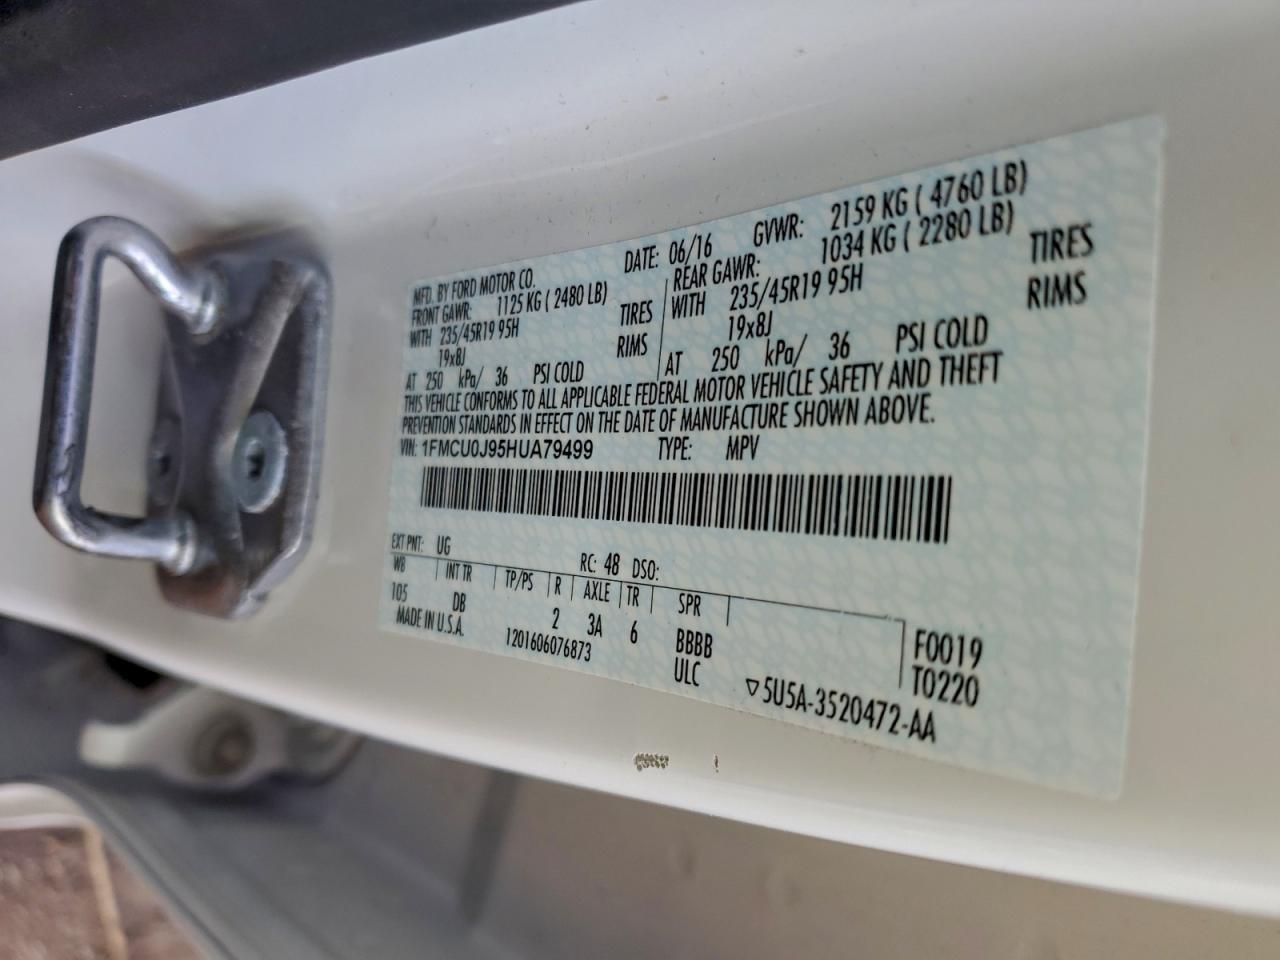 MFD. BY FORD MOTOR CO. DATE: 06/16 GVWR: 2159 KG ( 4760 LB)
FRONT GAWR: 1125 KG ( 2480 LB) REAR GAWR: 1034 KG ( 2280 LB)
WITH 235/45R19 95H TIRES WITH 235/45R19 95H TIRES
19x8J RIMS 19x8J RIMS
AT 250 kPa/ 36 PSI COLD AT 250 kPa/ 36 PSI COLD
THIS VEHICLE CONFORMS TO ALL APPLICABLE FEDERAL MOTOR VEHICLE SAFETY AND THEFT
PREVENTION STANDARDS IN EFFECT ON THE DATE OF MANUFACTURE SHOWN ABOVE.
VIN: 1FMCU0J95HUA79499 TYPE: MPV
EXT PNT: UG RC: 48 DSO:
WB INT TR TP/PS R AXLE TR SPR
105 DB 2 3A 6 BBBB F0019
MADE IN U.S.A. 1201606076873 ULC T0220
▽5U5A-3520472-AA